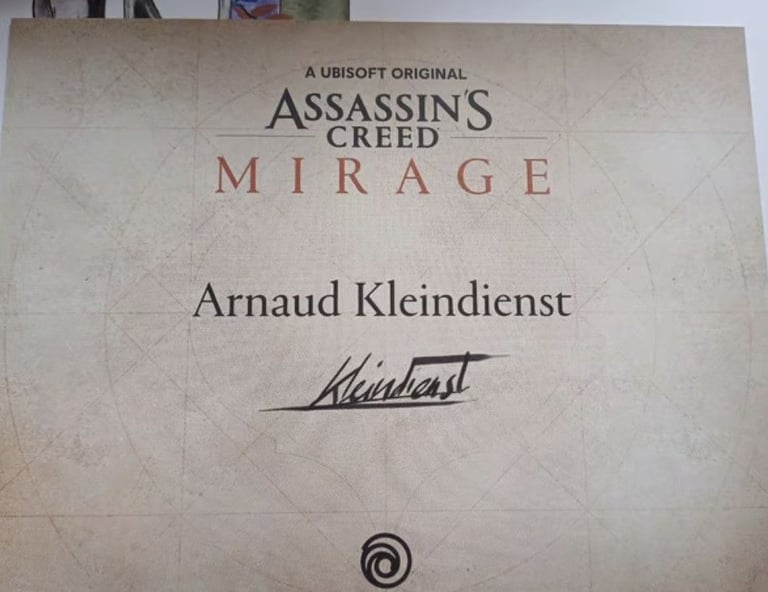 A UBISOFT ORIGINAL
ASSASSIN'S
CREED
MIRAGE
Arnaud Kleindienst
Kleindienst